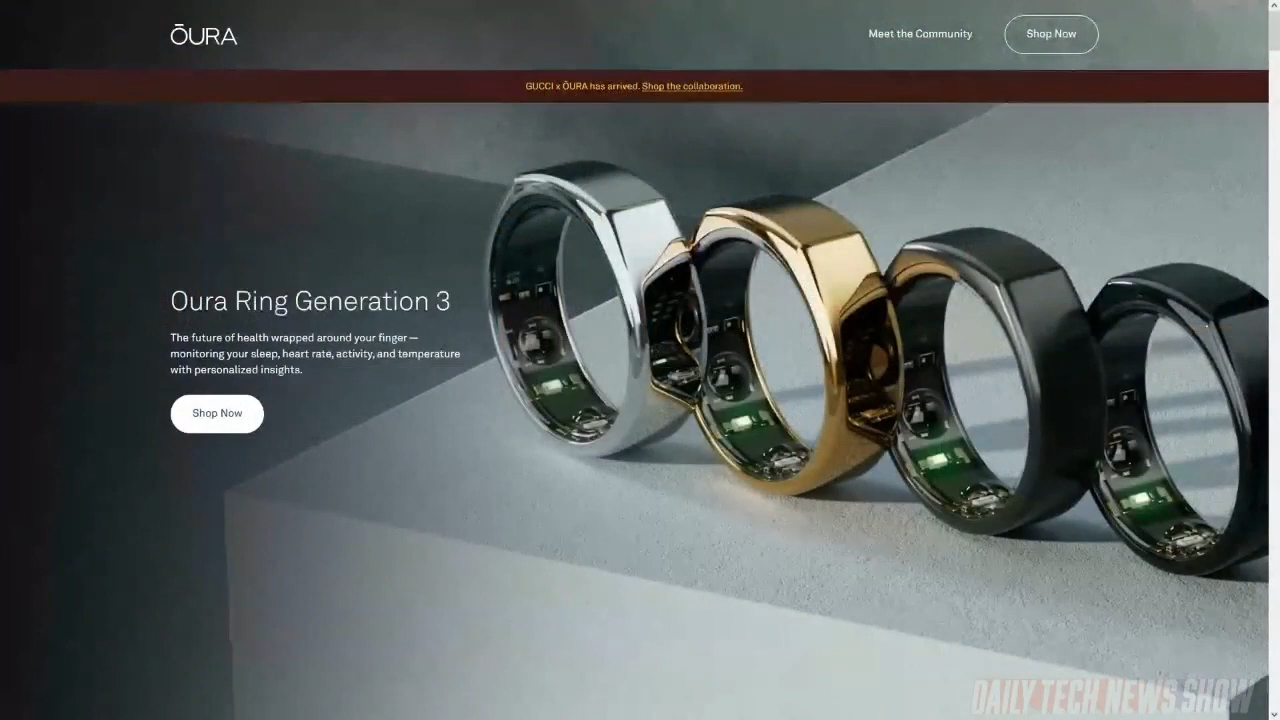 ŌURA
Meet the Community
Shop Now
GUCCI x ŌURA has arrived. Shop the collaboration.
Oura Ring Generation 3
The future of health wrapped around your finger —
monitoring your sleep, heart rate, activity, and temperature
with personalized insights.
Shop Now
DAILY TECH NEWS SHOW